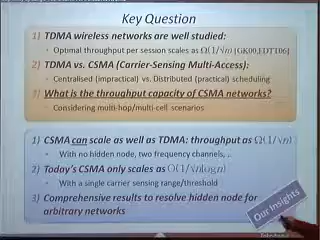 Key Question
1) TDMA wireless networks are well studied:
• Optimal throughput per session scales as Ω(1/√n) [GK00,FDTT06]
2) TDMA vs. CSMA (Carrier-Sensing Multi-Access):
• Centralised (impractical) vs. Distributed (practical) scheduling
3) What is the throughput capacity of CSMA networks?
• Considering multi-hop/multi-cell scenarios
1) CSMA can scale as well as TDMA: throughput as Ω(1/√n)
• With no hidden node, two frequency channels, ..
2) Today's CSMA only scales as O(1/√n log n)
• With a single carrier sensing range/threshold
3) Comprehensive results to resolve hidden node for
arbitrary networks
Our Insights